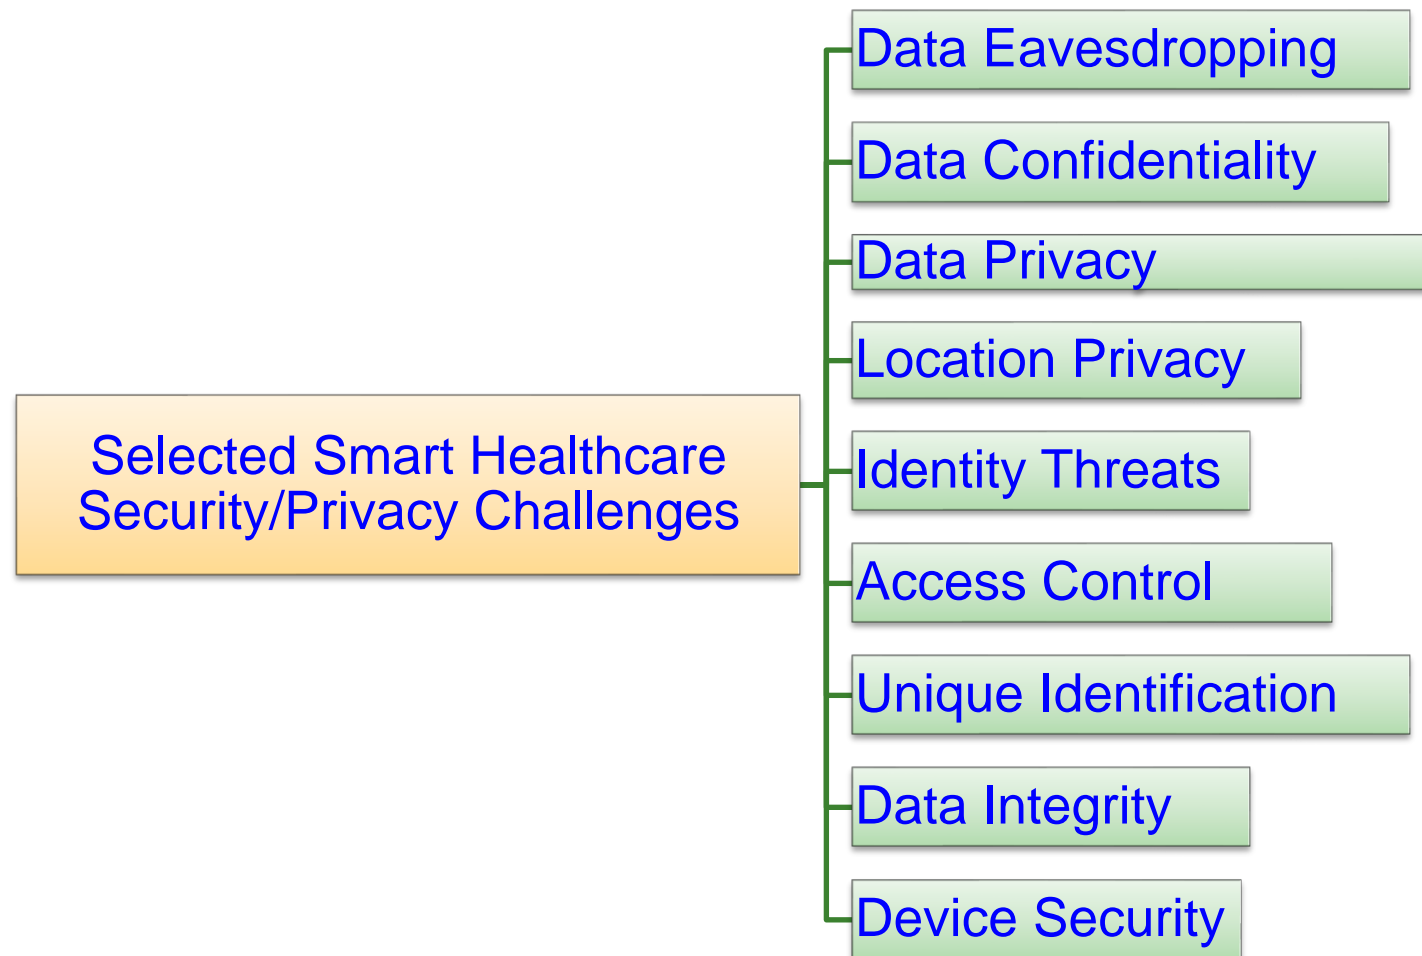 Data Eavesdropping
Data Confidentiality
Data Privacy
Location Privacy
Selected Smart Healthcare
Security/Privacy Challenges
Identity Threats
Access Control
Unique Identification
Data Integrity
Device Security